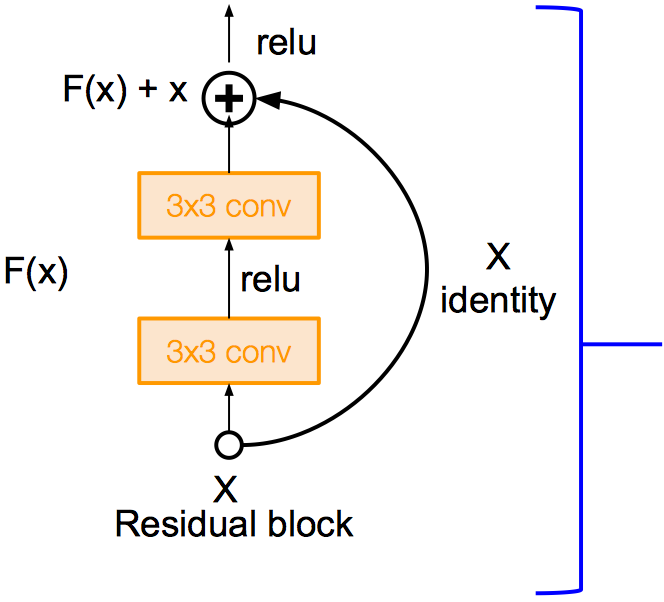 relu
F(x) + x
3x3 conv
F(x)
relu
X
identity
3x3 conv
X
Residual block